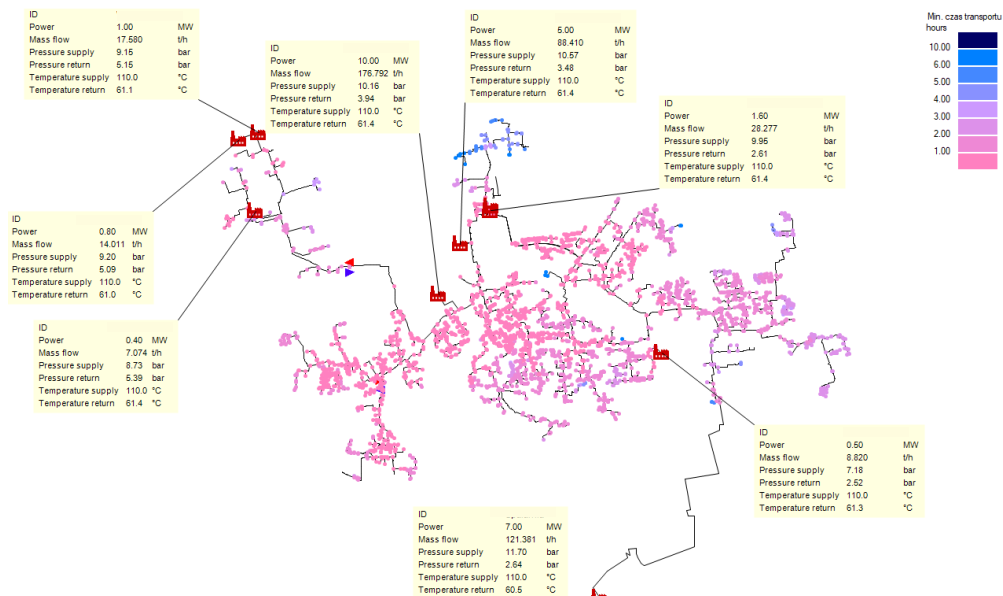 ID
Power 1.00 MW
Mass flow 17.580 t/h
Pressure supply 9.15 bar
Pressure return 5.15 bar
Temperature supply 110.0 °C
Temperature return 61.1 °C
ID
Power 10.00 MW
Mass flow 176.792 t/h
Pressure supply 10.16 bar
Pressure return 3.94 bar
Temperature supply 110.0 °C
Temperature return 61.4 °C
ID
Power 5.00 MW
Mass flow 88.410 t/h
Pressure supply 10.57 bar
Pressure return 3.48 bar
Temperature supply 110.0 °C
Temperature return 61.4 °C
Min. czas transportu
hours
10.00
6.00
5.00
4.00
3.00
2.00
1.00
ID
Power 1.60 MW
Mass flow 28.277 t/h
Pressure supply 9.95 bar
Pressure return 2.61 bar
Temperature supply 110.0 °C
Temperature return 61.4 °C
ID
Power 0.80 MW
Mass flow 14.011 t/h
Pressure supply 9.20 bar
Pressure return 5.09 bar
Temperature supply 110.0 °C
Temperature return 61.0 °C
ID
Power 0.40 MW
Mass flow 7.074 t/h
Pressure supply 8.73 bar
Pressure return 5.39 bar
Temperature supply 110.0 °C
Temperature return 61.4 °C
ID
Power 0.50 MW
Mass flow 8.820 t/h
Pressure supply 7.18 bar
Pressure return 2.52 bar
Temperature supply 110.0 °C
Temperature return 61.3 °C
ID
Power 7.00 MW
Mass flow 121.381 t/h
Pressure supply 11.70 bar
Pressure return 2.64 bar
Temperature supply 110.0 °C
Temperature return 60.5 °C